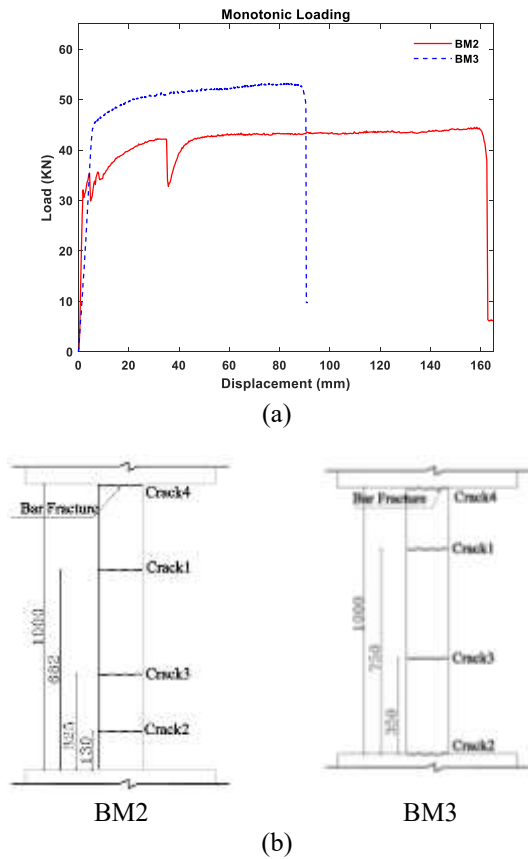 Monotonic Loading
60
50
40
30
20
10
0
Load (KN)
BM2
BM3
0 20 40 60 80 100 120 140 160
Displacement (mm)
(a)
Crack4
Bar Fracture
Crack1
1000
682
Crack3
325
130
Crack2
BM2
Bar Fracture
Crack4
Crack1
1000
750
Crack3
350
Crack2
BM3
(b)